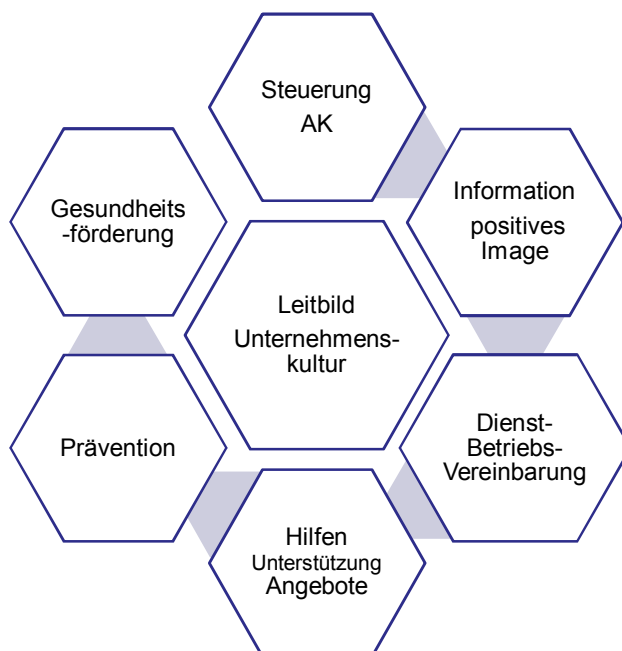 Steuerung
AK
Information
positives
Image
Gesundheits
-förderung
Leitbild
Unternehmens-
kultur
Dienst-
Betriebs-
Vereinbarung
Prävention
Hilfen
Unterstützung
Angebote